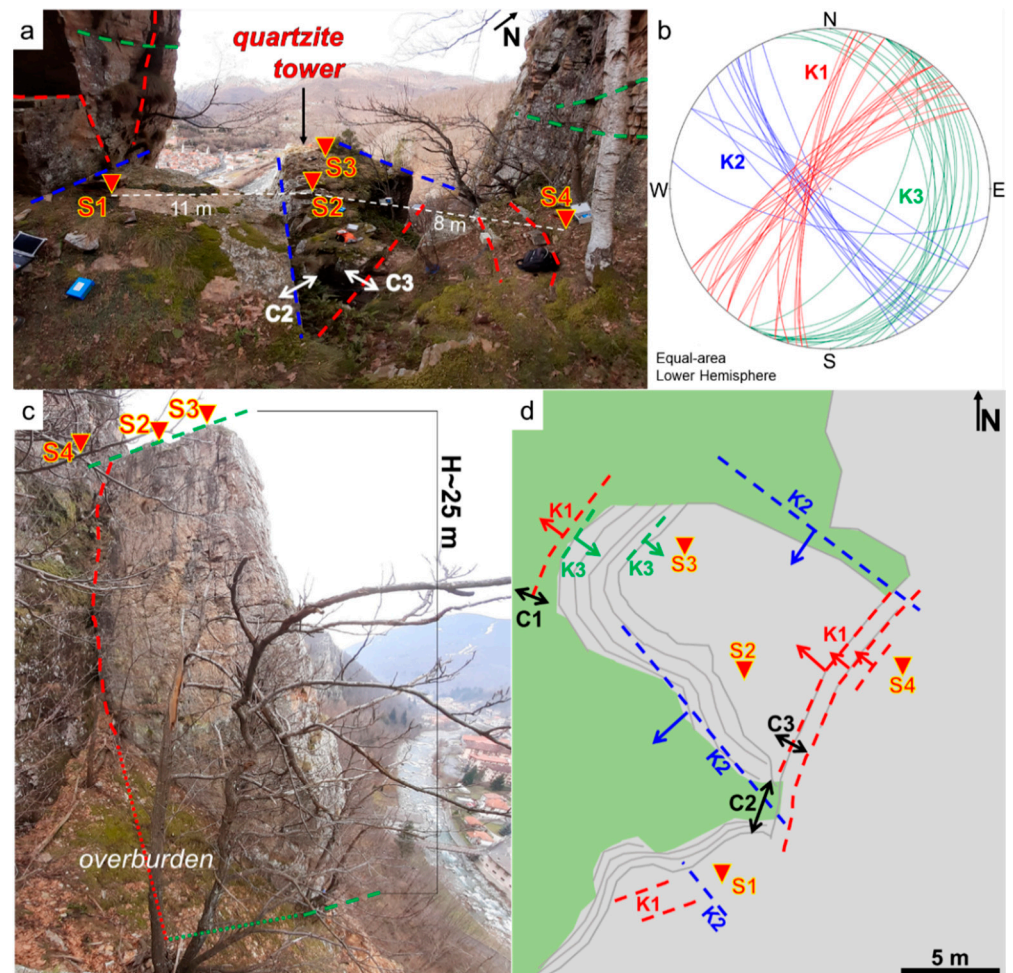 a
quartzite
tower
N
S3
S1
S2
S4
11 m
8 m
C2
C3
b
N
K1
K2
W
E
K3
S
Equal-area
Lower Hemisphere
c
S3
S2
S4
H~25 m
overburden
d
N
K2
K1
K3
K3
S3
C1
K1
S2
S4
C3
K2
C2
S1
K1
K2
5 m